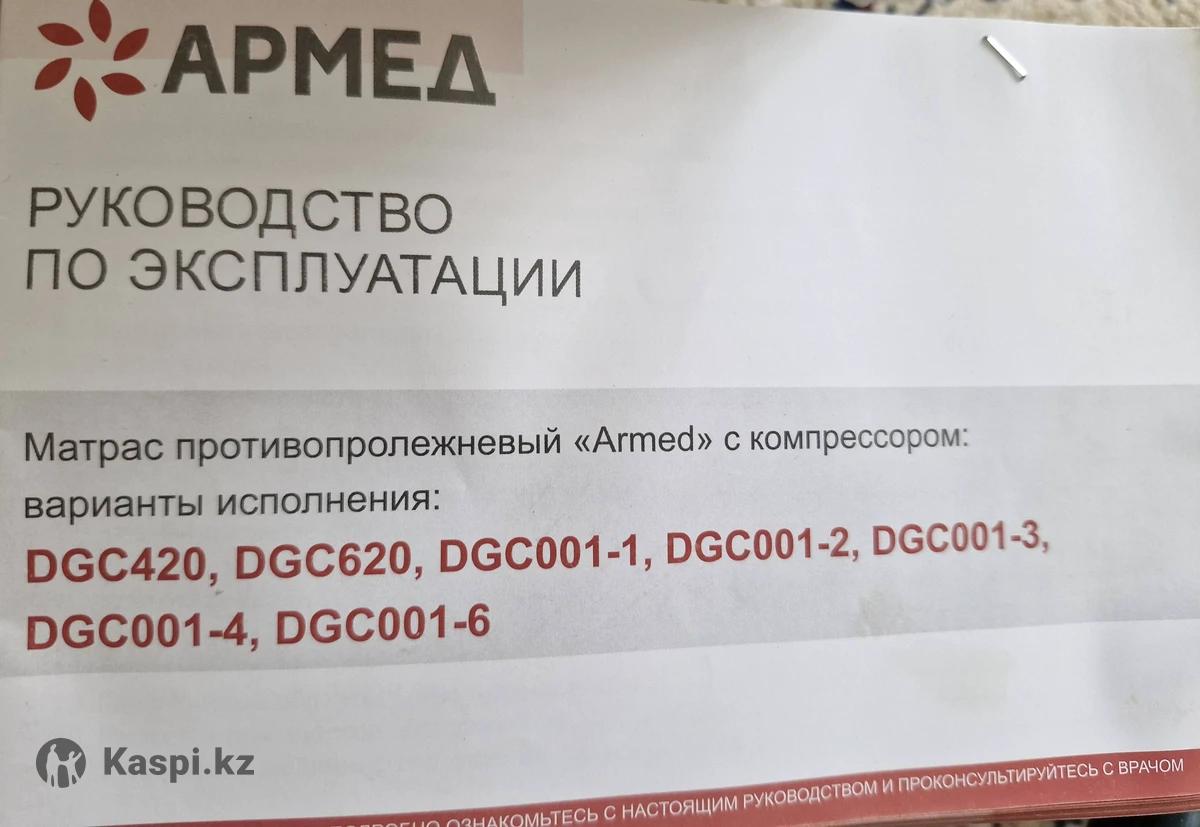 АРМЕД
РУКОВОДСТВО
ПО ЭКСПЛУАТАЦИИ
Матрас противопролежневый «Armed» с компрессором:
варианты исполнения:
DGC420, DGC620, DGC001-1, DGC001-2, DGC001-3,
DGC001-4, DGC001-6
ОЗНАКОМЬТЕСЬ С НАСТОЯЩИМ РУКОВОДСТВОМ И ПРОКОНСУЛЬТИРУЙТЕСЬ С ВРАЧОМ
Kaspi.kz